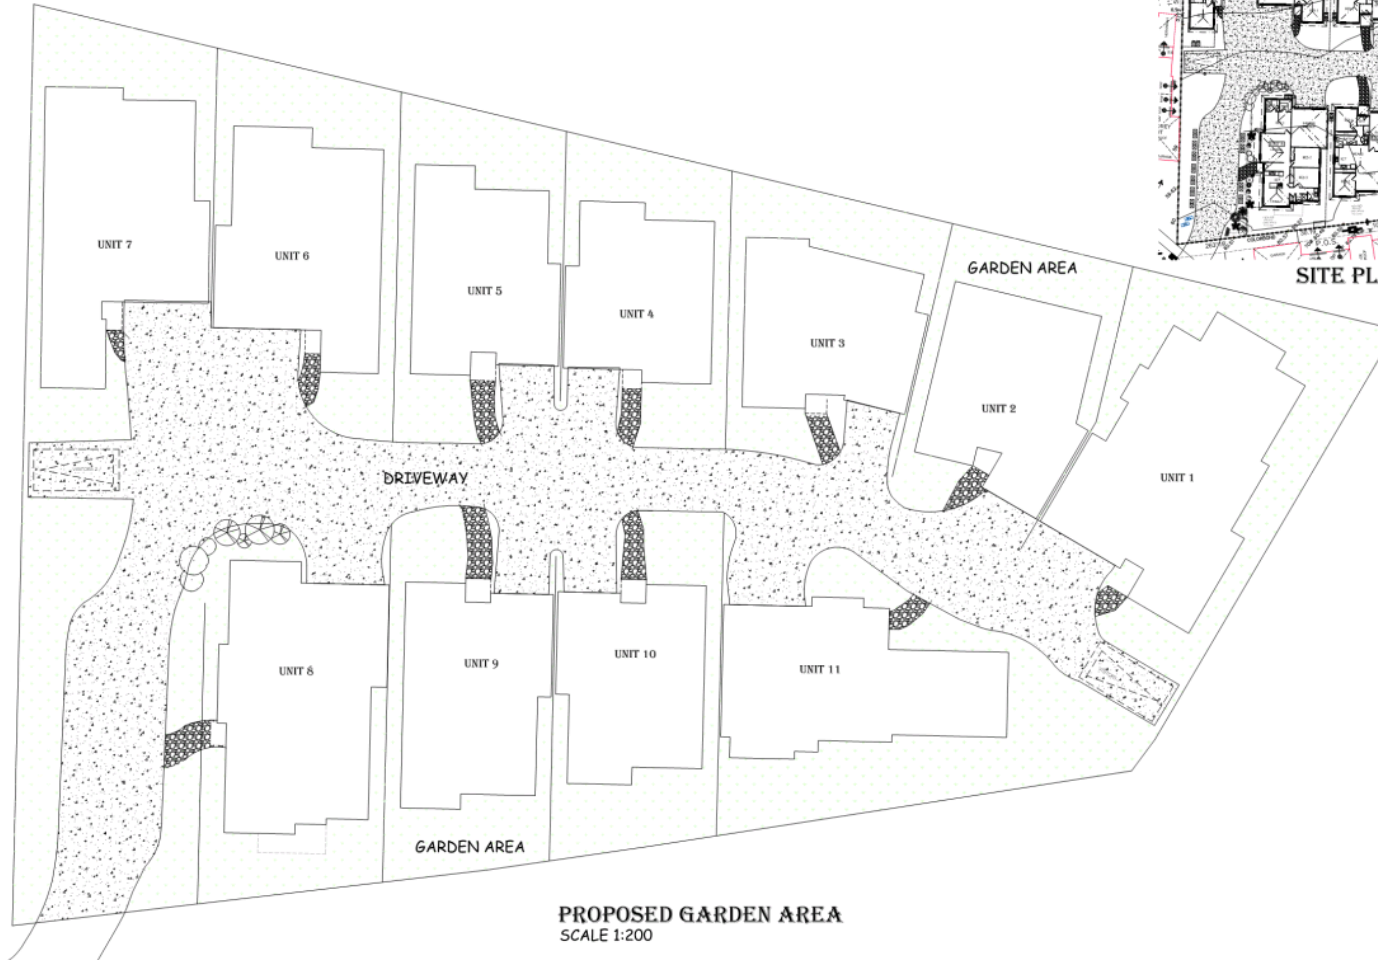 SITE PL
GARDEN AREA
UNIT 7
UNIT 6
UNIT 5
UNIT 4
UNIT 3
UNIT 2
UNIT 1
DRIVEWAY
UNIT 8
UNIT 9
UNIT 10
UNIT 11
GARDEN AREA
PROPOSED GARDEN AREA
SCALE 1:200
P.O.S